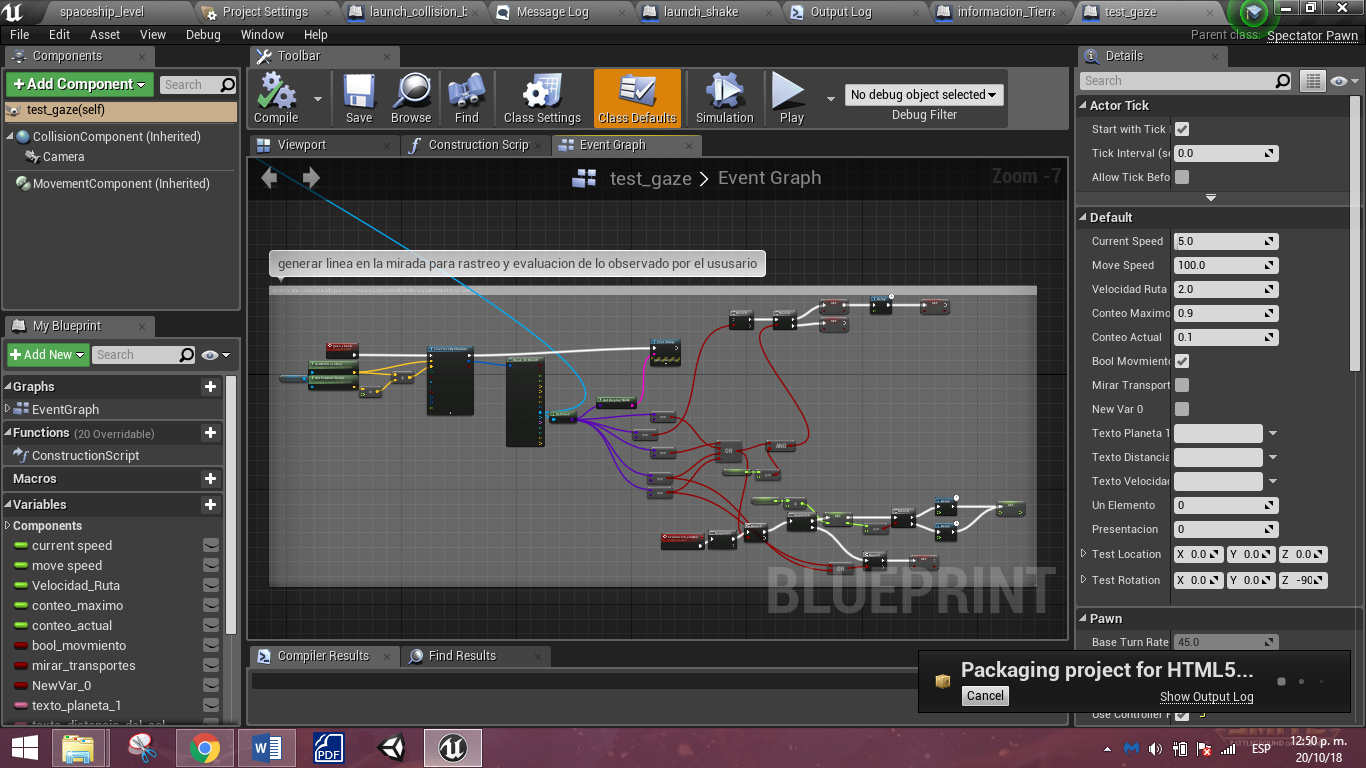 spaceship_level
Project Settings
launch_collision_b
Message Log
launch_shake
Output Log
informacion_Tierra
test_gaze
File Edit Asset View Debug Window Help
Parent class: Spectator Pawn
Components
Toolbar
Details
Add Component
Search
Compile
Save
Browse
Find
Class Settings
Class Defaults
Simulation
Play
No debug object selected
Debug Filter
Search
test_gaze(self)
CollisionComponent (Inherited)
Camera
MovementComponent (Inherited)
Viewport
Construction Scrip
Event Graph
test_gaze > Event Graph
Zoom -7
generar linea en la mirada para rastreo y evaluacion de lo observado por el ususario
OR
AND
OR
BLUEPRINT
My Blueprint
Add New
Search
Graphs
EventGraph
Functions (20 Overridable)
ConstructionScript
Macros
Variables
Components
current speed
move speed
Velocidad_Ruta
conteo_maximo
conteo_actual
bool_movmiento
mirar_transportes
NewVar_0
texto_planeta_1
texto_distancia_del_sol
Compiler Results
Find Results
Actor Tick
Start with Tick
Tick Interval (se 0.0
Allow Tick Befo
Default
Current Speed 5.0
Move Speed 100.0
Velocidad Ruta 2.0
Conteo Maximo 0.9
Conteo Actual 0.1
Bool Movmiento
Mirar Transport
New Var 0
Texto Planeta 1
Texto Distancia
Texto Velocidad
Un Elemento 0
Presentacion 0
Test Location X 0.0 Y 0.0 Z 0.0
Test Rotation X 0.0 Y 0.0 Z -90
Pawn
Base Turn Rate 45.0
Packaging project for HTML5...
Cancel
Show Output Log
Use Controller R
PDF
ESP
12:50 p. m.
20/10/18